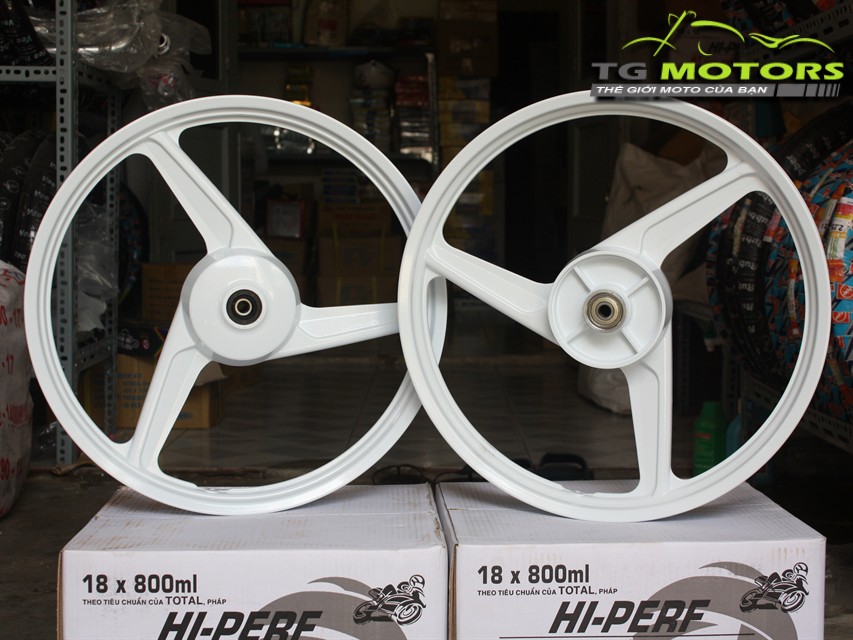 TG MOTORS
THẾ GIỚI MOTO CỦA BẠN
18 x 800ml
THEO TIÊU CHUẨN CỦA TOTAL, PHÁP
HI-PERF
18 x 800ml
THEO TIÊU CHUẨN CỦA TOTAL, PHÁP
HI-PERF